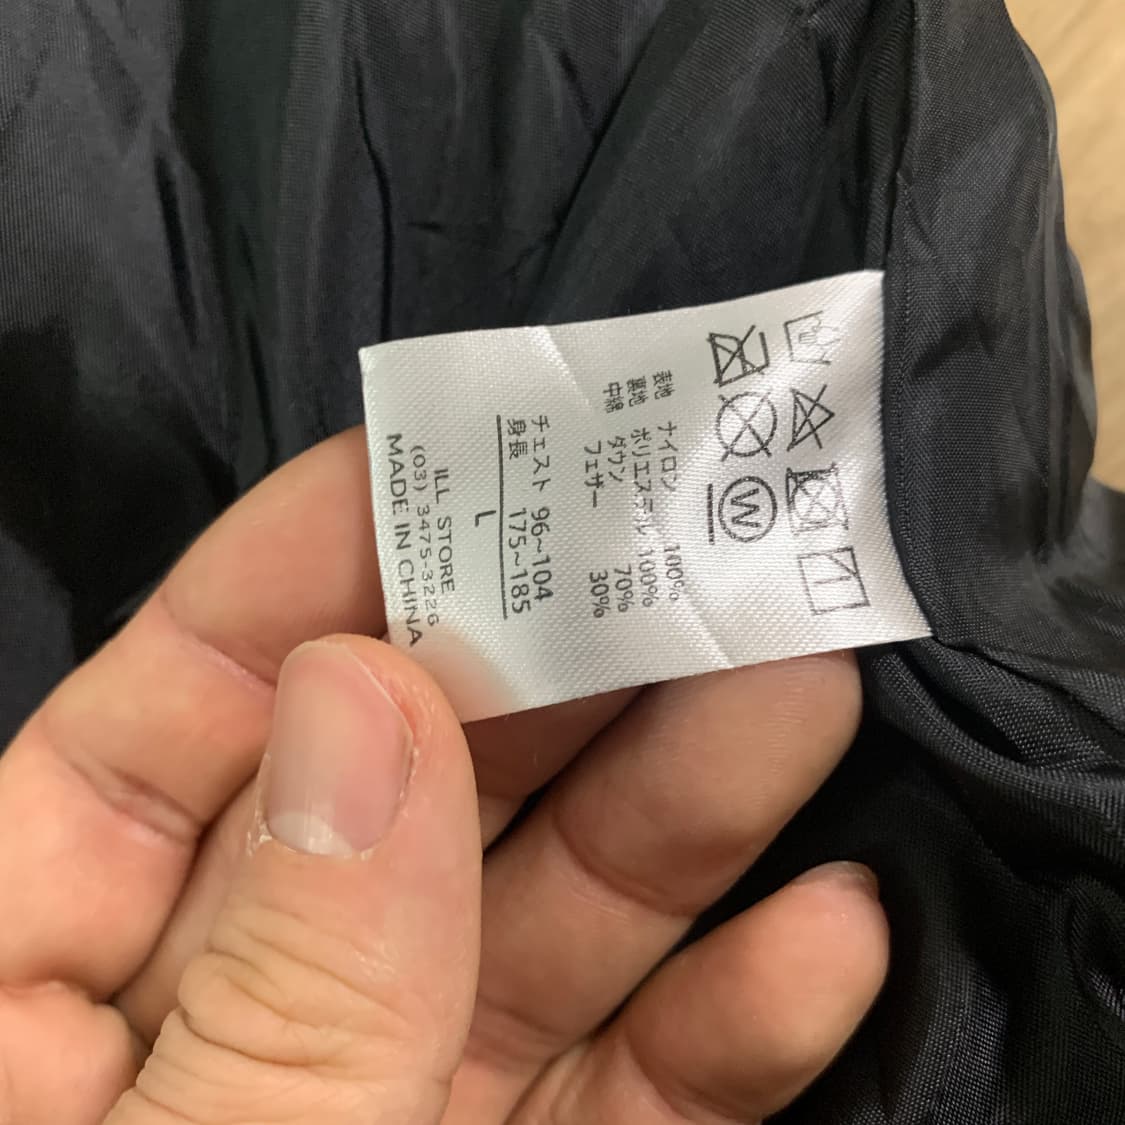 W
表地 ナイロン 100%
裏地 ポリエステル 100%
中綿 ダウン 70%
フェザー 30%
チェスト 96~104
身長 175~185
L
ILL STORE
(03) 3475-3226
MADE IN CHINA